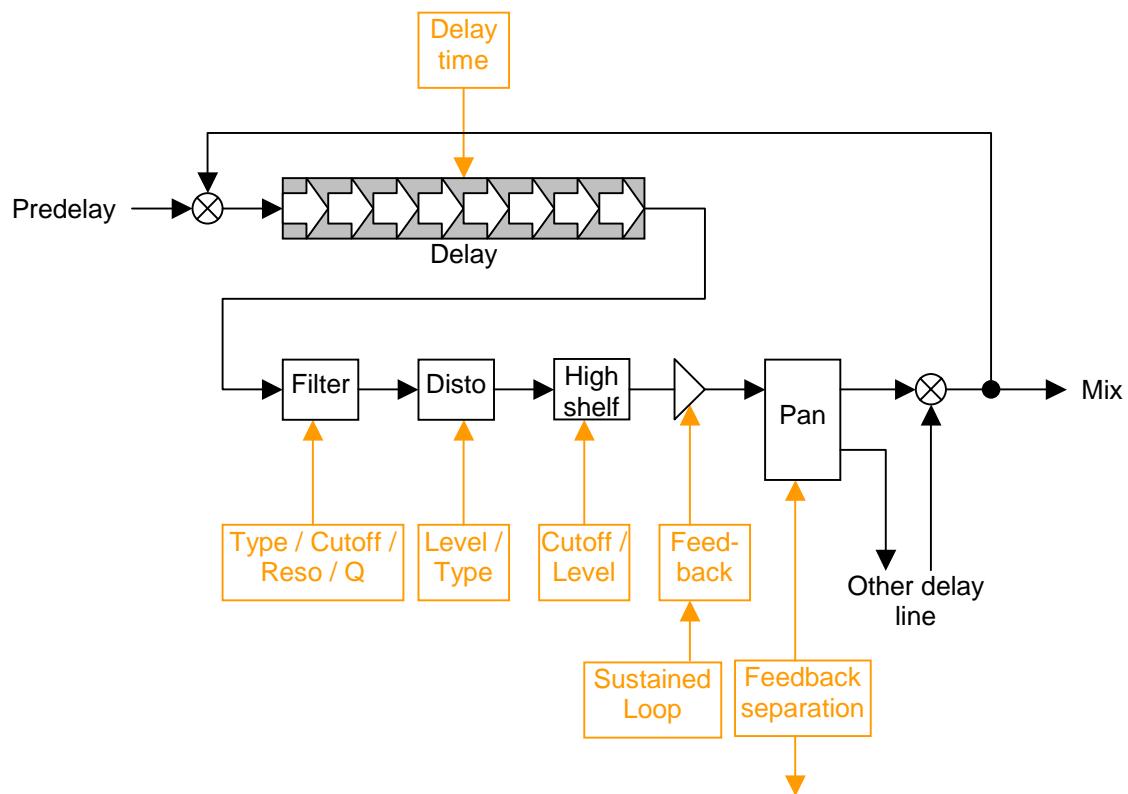 Delay
time
Predelay
Delay
Filter
Disto
High
shelf
Pan
Mix
Type / Cutoff /
Reso / Q
Level /
Type
Cutoff /
Level
Feed-
back
Other delay
line
Sustained
Loop
Feedback
separation